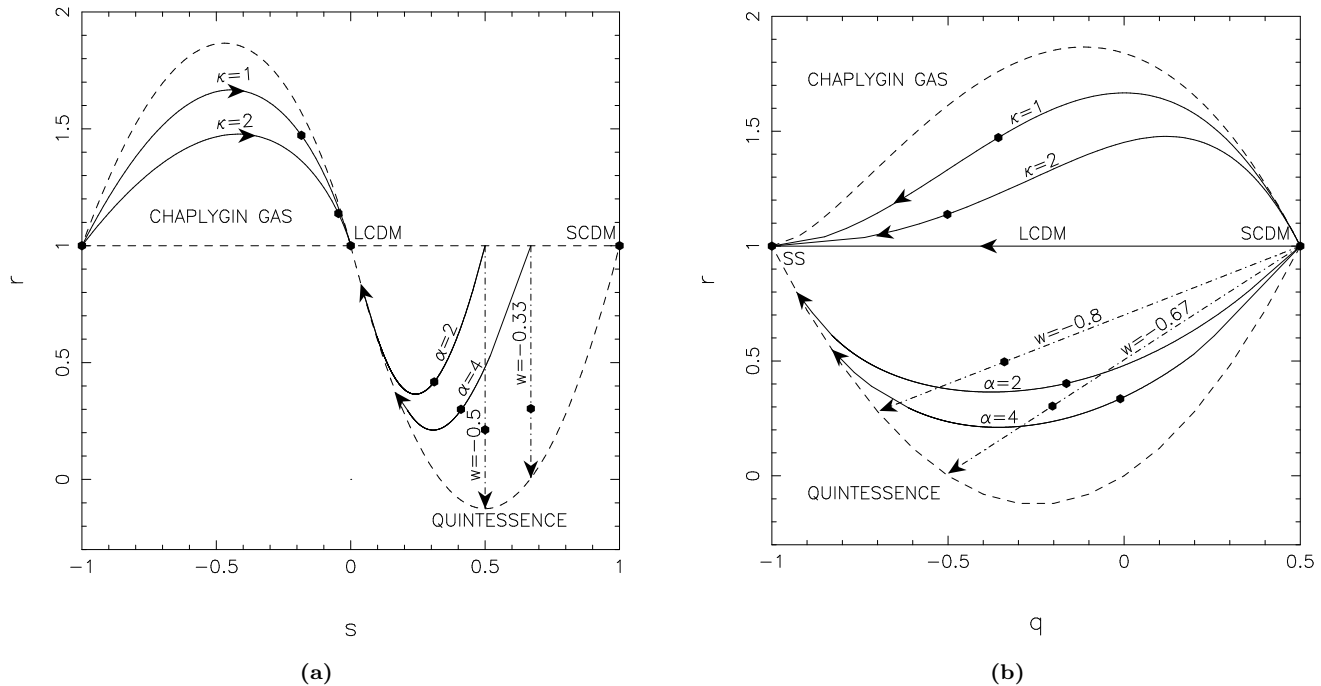 2
κ=1
1.5
κ=2
CHAPLYGIN GAS
LCDM
SCDM
1
r
α=2
w=−0.33
0.5
α=4
w=−0.5
0
QUINTESSENCE
−1
−0.5
0
0.5
1
s
(a)
2
CHAPLYGIN GAS
κ=1
1.5
κ=2
LCDM
SCDM
1
SS
r
w=−0.8
w=−0.67
0.5
α=2
α=4
0
QUINTESSENCE
−1
−0.5
0
0.5
q
(b)